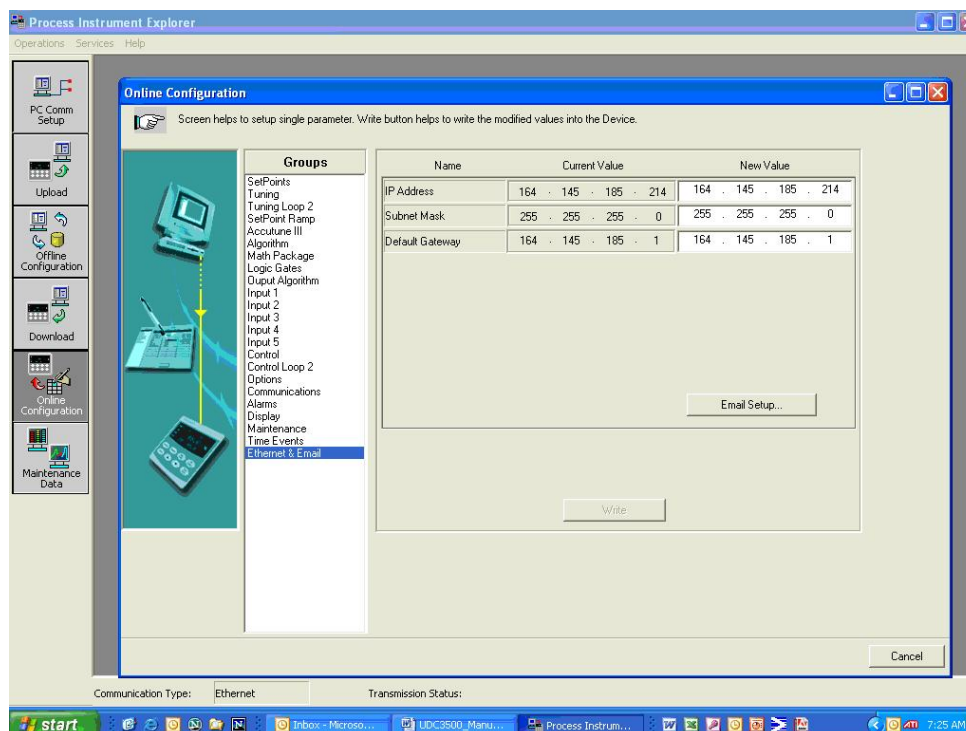 Process Instrument Explorer
Operations Services Help
PC Comm
Setup
Upload
Offline
Configuration
Download
Online
Configuration
Maintenance
Data
Online Configuration
Screen helps to setup single parameter. Write button helps to write the modified values into the Device.
Groups
SetPoints
Tuning
Tuning Loop 2
SetPoint Ramp
Accutune III
Algorithm
Math Package
Logic Gates
Ouput Algorithm
Input 1
Input 2
Input 3
Input 4
Input 5
Control
Control Loop 2
Options
Communications
Alarms
Display
Maintenance
Time Events
Ethernet & Email
Name Current Value New Value
IP Address 164 . 145 . 185 . 214 164 . 145 . 185 . 214
Subnet Mask 255 . 255 . 255 . 0 255 . 255 . 255 . 0
Default Gateway 164 . 145 . 185 . 1 164 . 145 . 185 . 1
Email Setup...
Write
Cancel
Communication Type: Ethernet Transmission Status:
start Inbox - Microso... UDC3500_Manu... Process Instrum... 7:25 AM